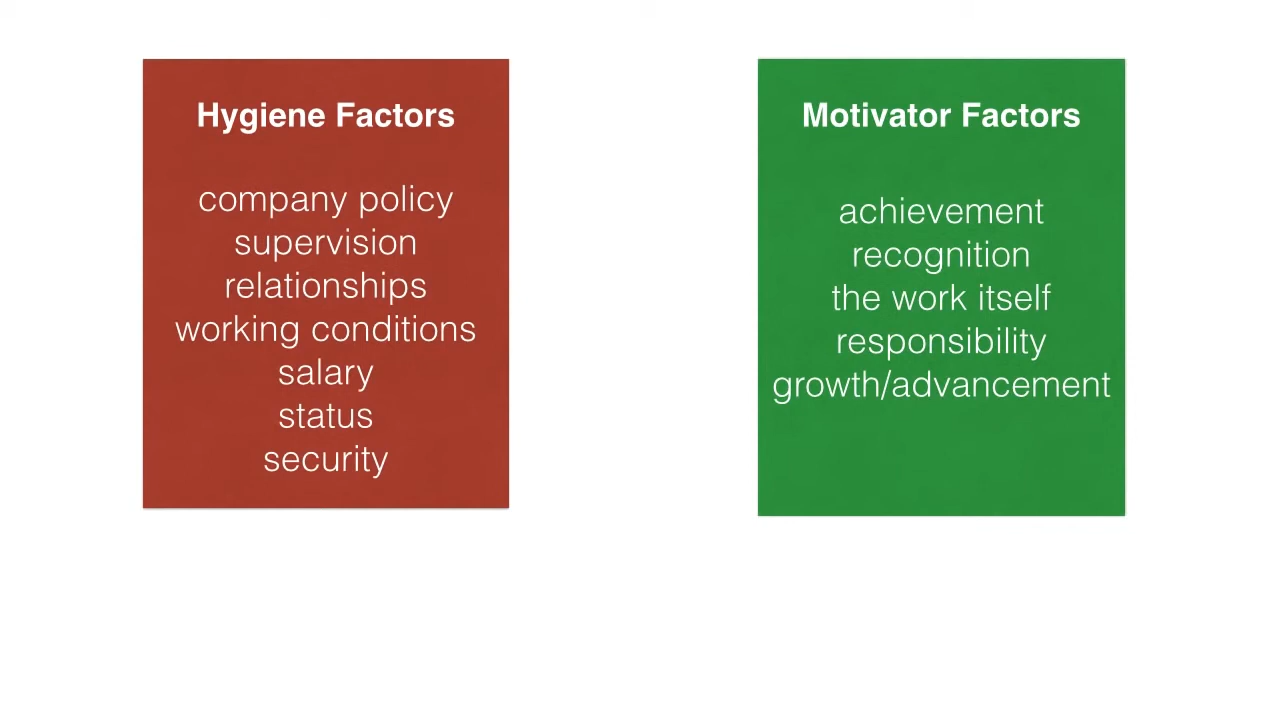 Hygiene Factors
company policy
supervision
relationships
working conditions
salary
status
security
Motivator Factors
achievement
recognition
the work itself
responsibility
growth/advancement